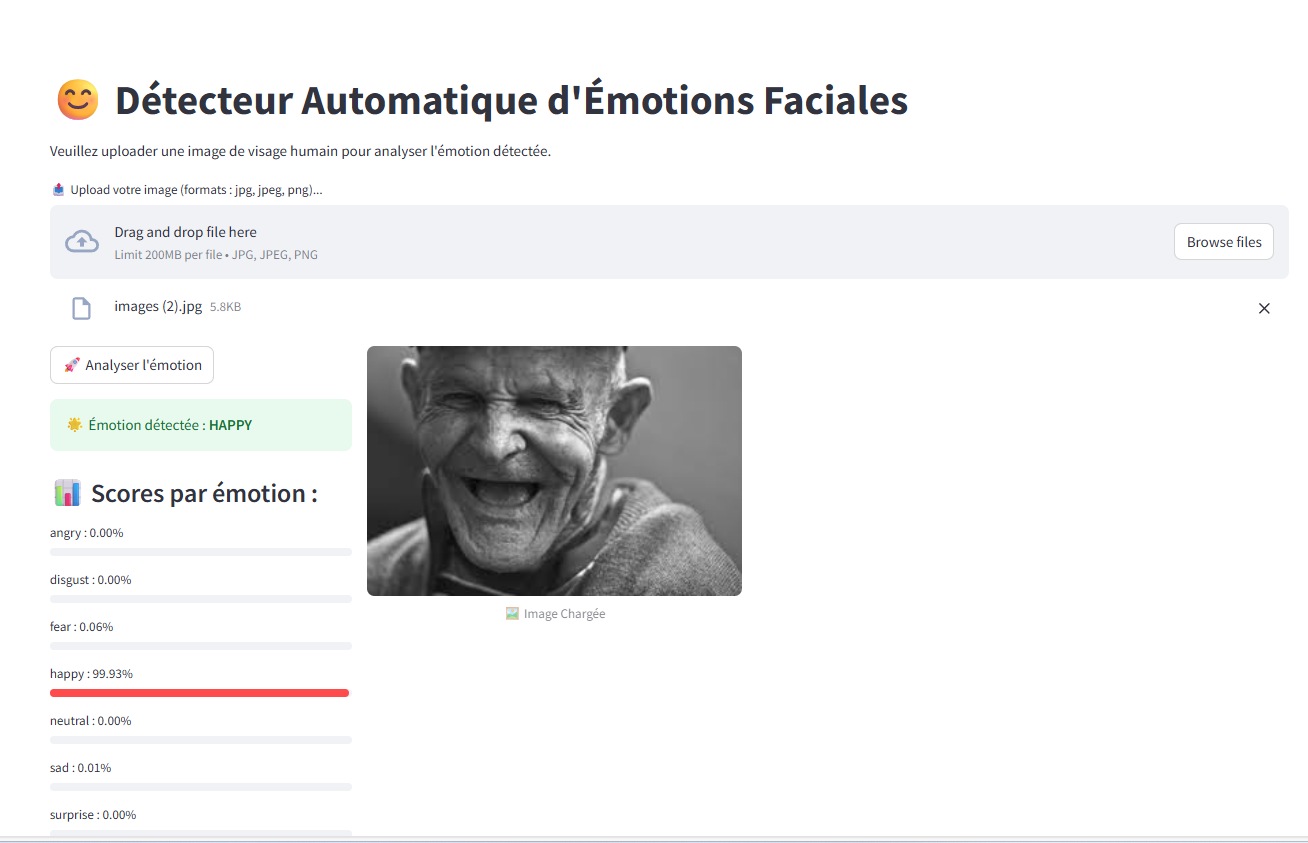 😊 Détecteur Automatique d'Émotions Faciales
Veuillez uploader une image de visage humain pour analyser l'émotion détectée.
📤 Upload votre image (formats : jpg, jpeg, png)...
Drag and drop file here
Limit 200MB per file • JPG, JPEG, PNG
Browse files
images (2).jpg 5.8KB
🚀 Analyser l'émotion
🌟 Émotion détectée : HAPPY
📊 Scores par émotion :
angry : 0.00%
disgust : 0.00%
fear : 0.06%
happy : 99.93%
neutral : 0.00%
sad : 0.01%
surprise : 0.00%
🖼️ Image Chargée